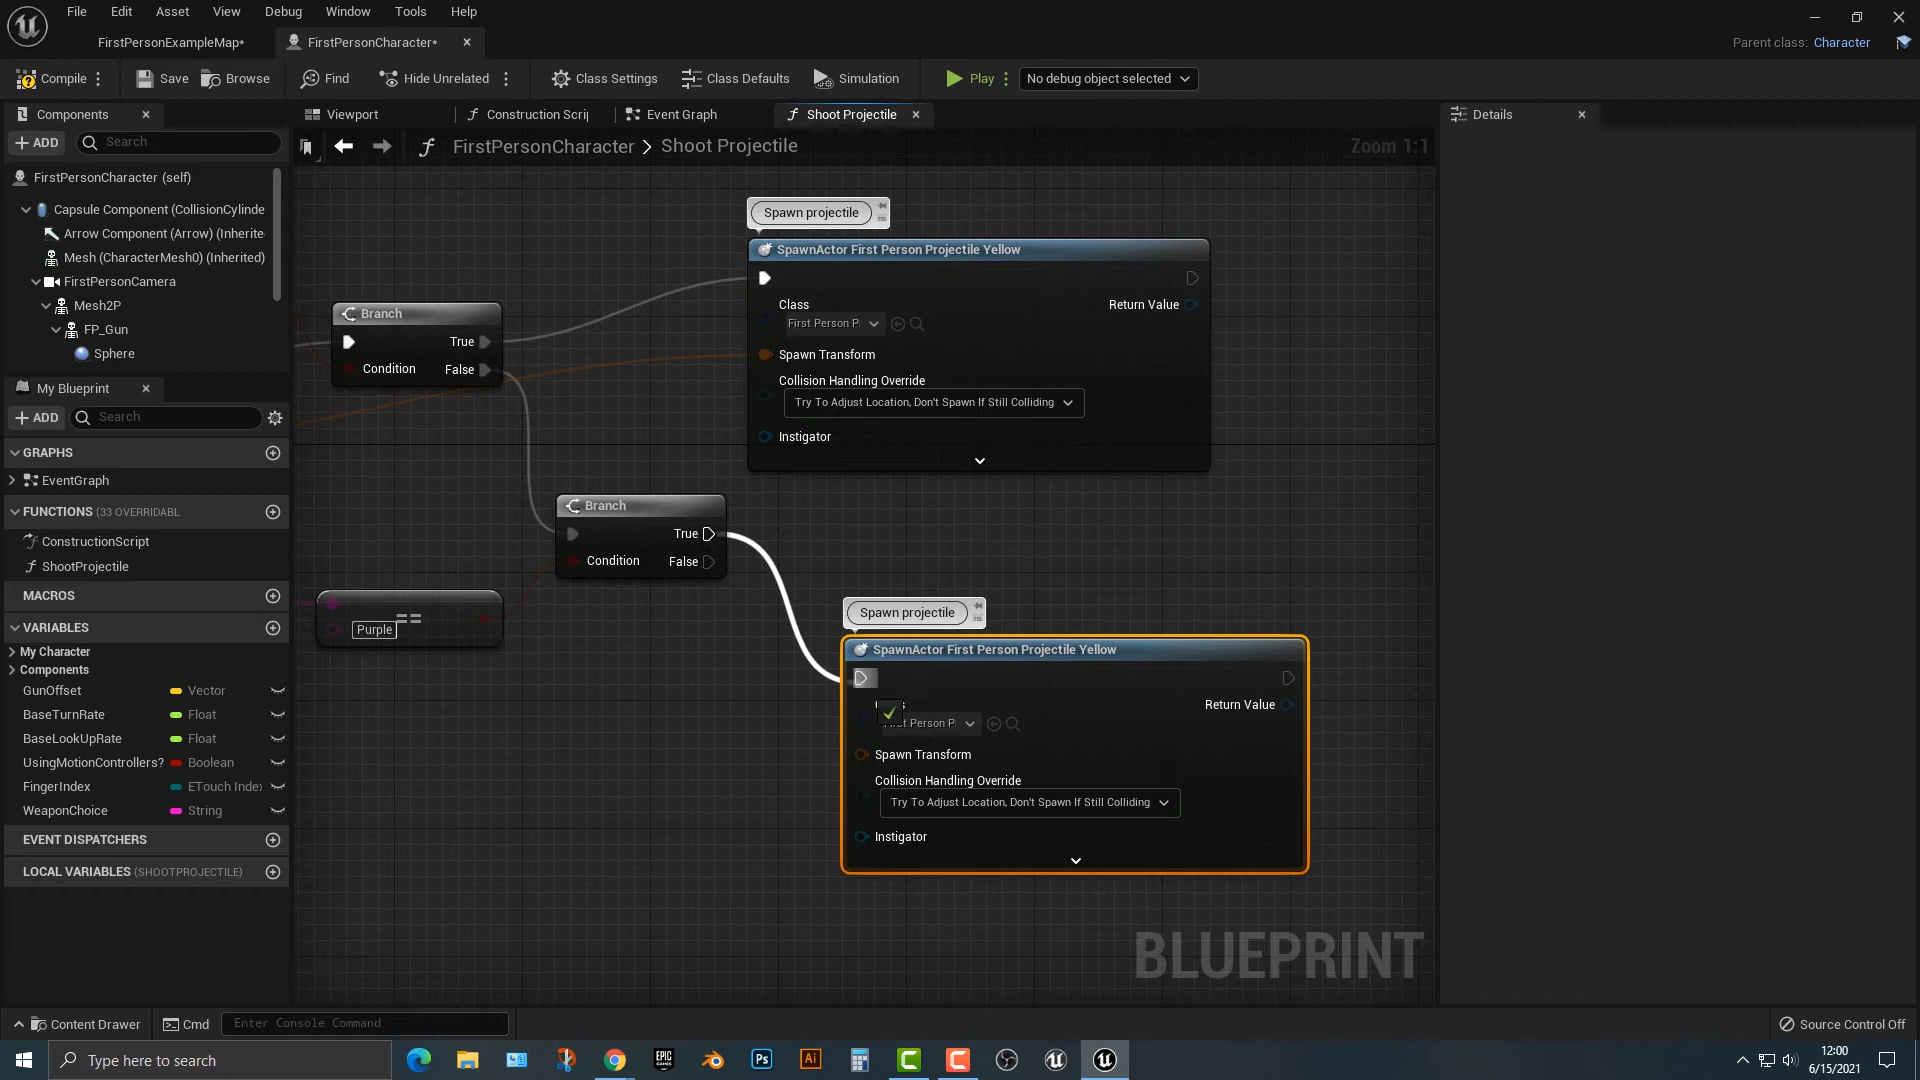 File Edit Asset View Debug Window Tools Help
FirstPersonExampleMap*
FirstPersonCharacter*
Parent class: Character
Compile
Save
Browse
Find
Hide Unrelated
Class Settings
Class Defaults
Simulation
Play
No debug object selected
Components
Viewport
Construction Scrip
Event Graph
Shoot Projectile
Details
ADD
Search
FirstPersonCharacter > Shoot Projectile
Zoom 1:1
FirstPersonCharacter (self)
Capsule Component (CollisionCylinde
Arrow Component (Arrow) (Inherite
Mesh (CharacterMesh0) (Inherited)
FirstPersonCamera
Mesh2P
FP_Gun
Sphere
My Blueprint
ADD
Search
GRAPHS
EventGraph
FUNCTIONS (33 OVERRIDABL
ConstructionScript
ShootProjectile
MACROS
VARIABLES
My Character
Components
GunOffset Vector
BaseTurnRate Float
BaseLookUpRate Float
UsingMotionControllers? Boolean
FingerIndex ETouch Index
WeaponChoice String
EVENT DISPATCHERS
LOCAL VARIABLES (SHOOTPROJECTILE)
Spawn projectile
SpawnActor First Person Projectile Yellow
Class
Return Value
First Person P
Spawn Transform
Collision Handling Override
Try To Adjust Location, Don't Spawn If Still Colliding
Instigator
Branch
True
Condition
False
Branch
True
Condition
False
==
Purple
Spawn projectile
SpawnActor First Person Projectile Yellow
Return Value
Person P
Spawn Transform
Collision Handling Override
Try To Adjust Location, Don't Spawn If Still Colliding
Instigator
BLUEPRINT
Content Drawer
Cmd
Enter Console Command
Source Control Off
Type here to search
EPIC GAMES
Ps
Ai
12:00
6/15/2021